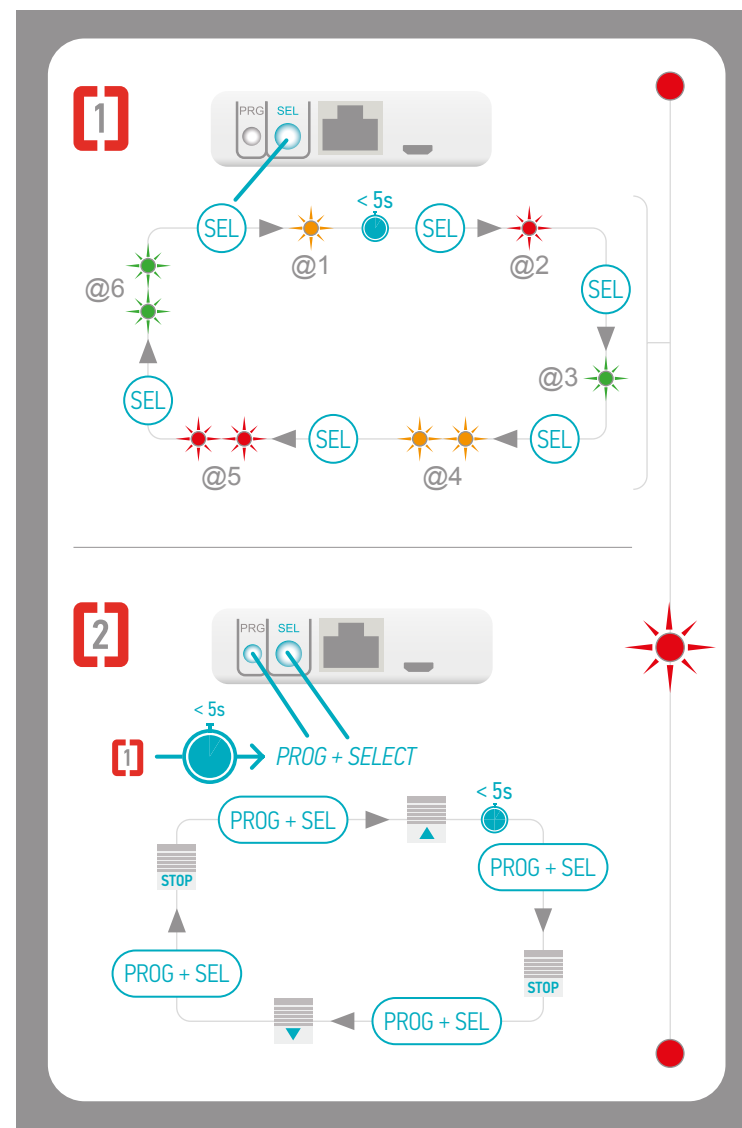 [1]
PRG SEL
< 5s
SEL
SEL
@1
@2
@6
SEL
@3
SEL
SEL
SEL
@5
@4
[2]
PRG SEL
< 5s
[1]
PROG + SELECT
< 5s
PROG + SEL
PROG + SEL
STOP
PROG + SEL
STOP
PROG + SEL